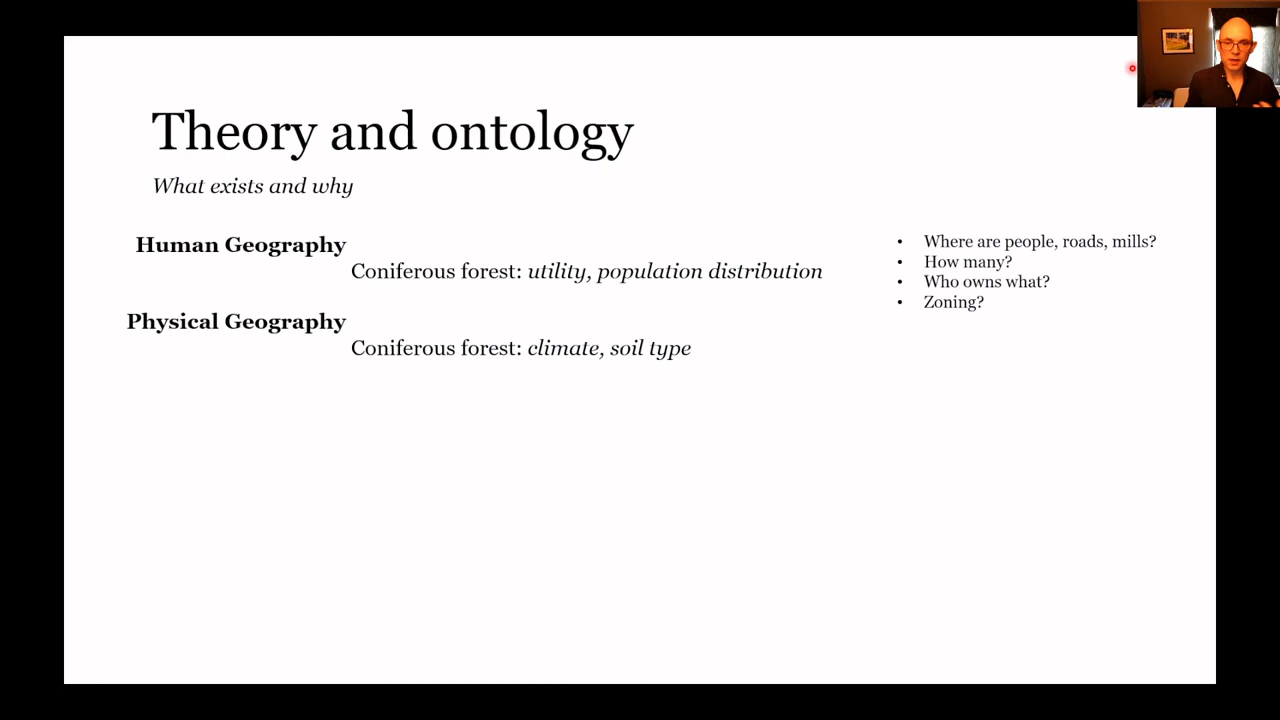 Theory and ontology
What exists and why
Human Geography
Coniferous forest: utility, population distribution
Physical Geography
Coniferous forest: climate, soil type
• Where are people, roads, mills?
• How many?
• Who owns what?
• Zoning?